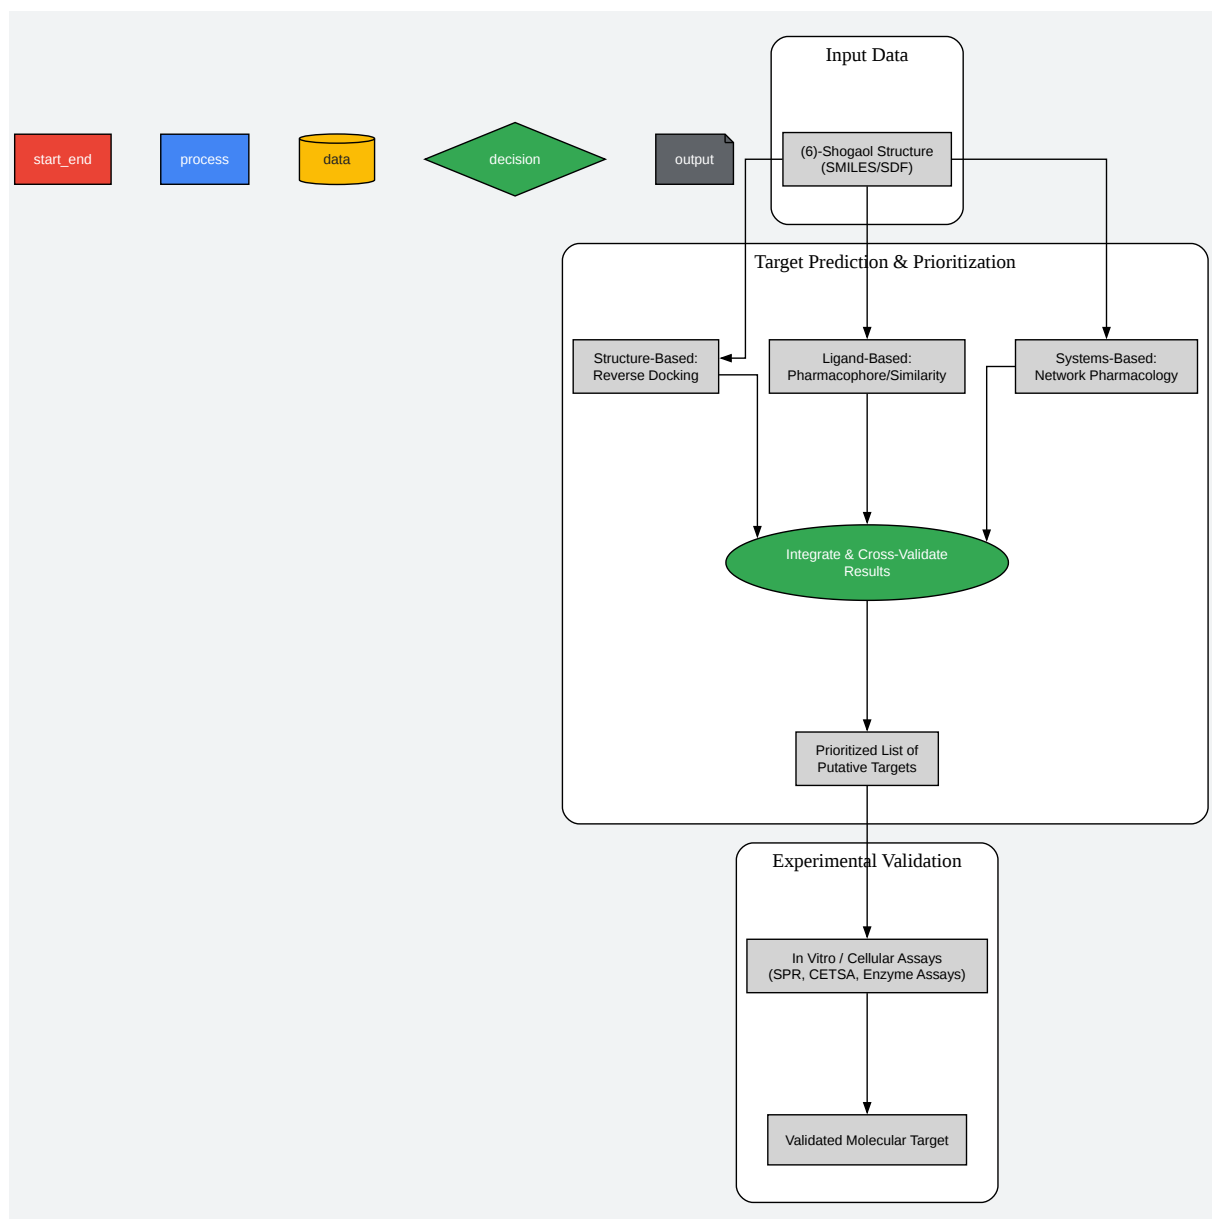 Input Data
start_end
process
data
decision
output
(6)-Shogaol Structure
(SMILES/SDF)
Target Prediction & Prioritization
Structure-Based:
Reverse Docking
Ligand-Based:
Pharmacophore/Similarity
Systems-Based:
Network Pharmacology
Integrate & Cross-Validate
Results
Prioritized List of
Putative Targets
Experimental Validation
In Vitro / Cellular Assays
(SPR, CETSA, Enzyme Assays)
Validated Molecular Target